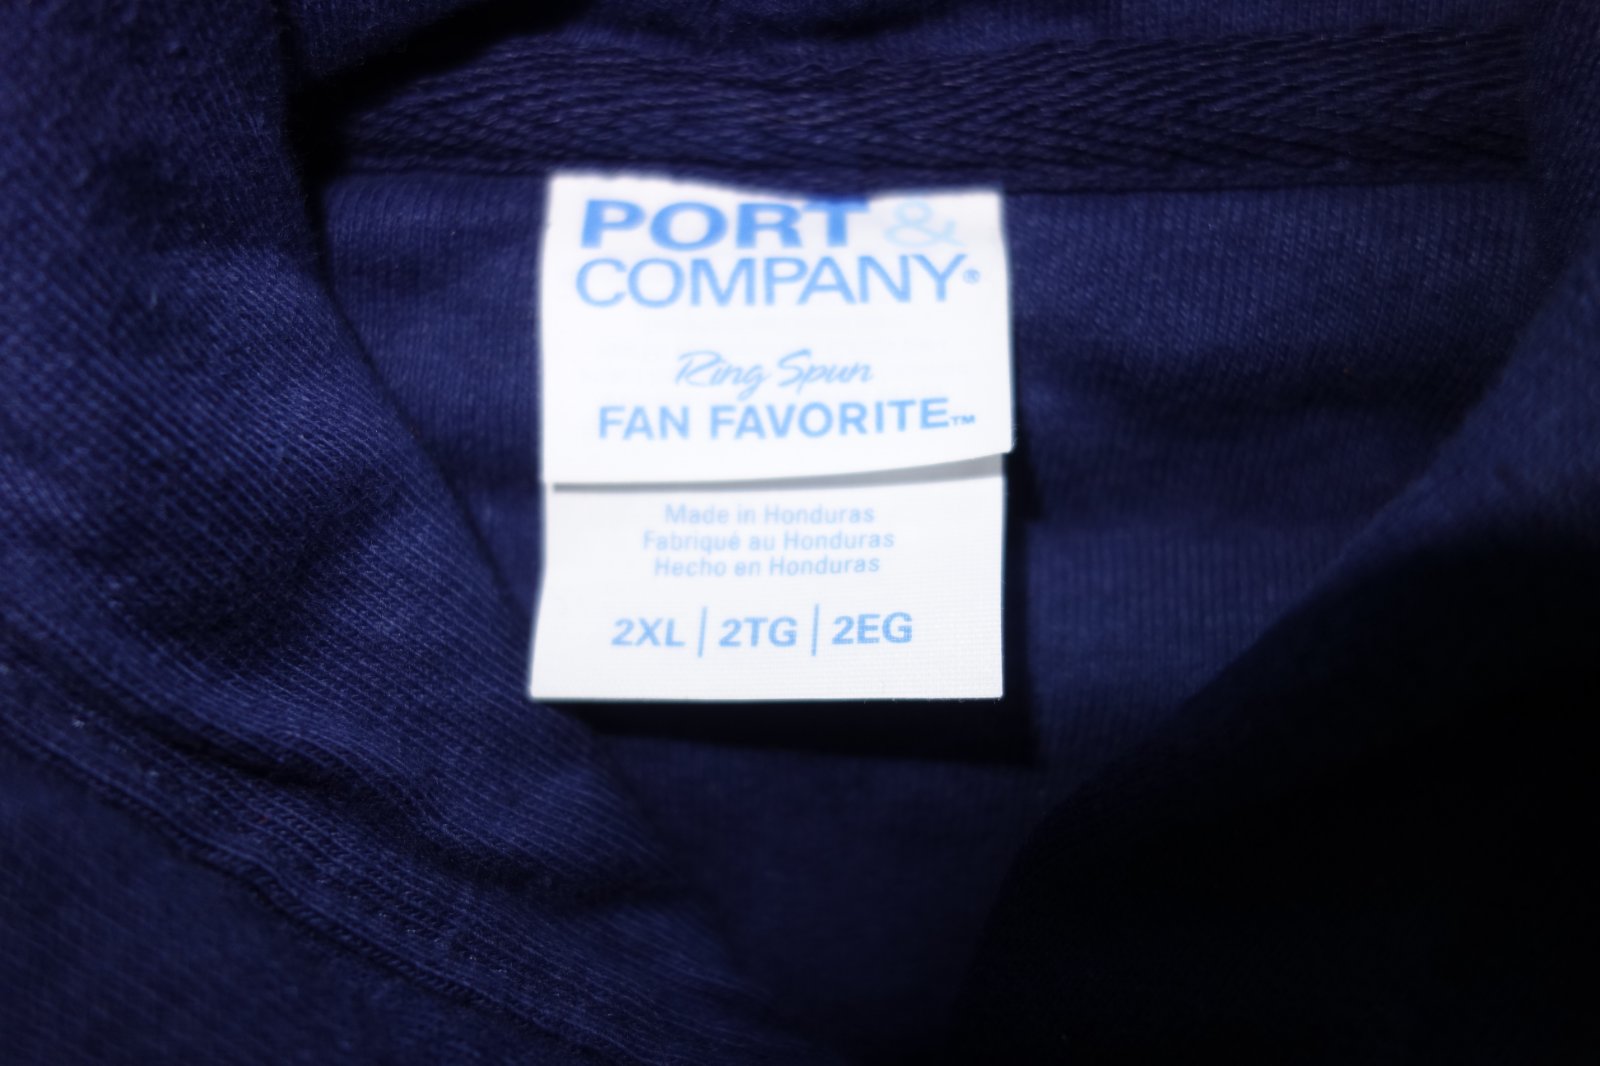 PORT &
COMPANY®
Ring Spun
FAN FAVORITE™
Made in Honduras
Fabriqué au Honduras
Hecho en Honduras
2XL | 2TG | 2EG